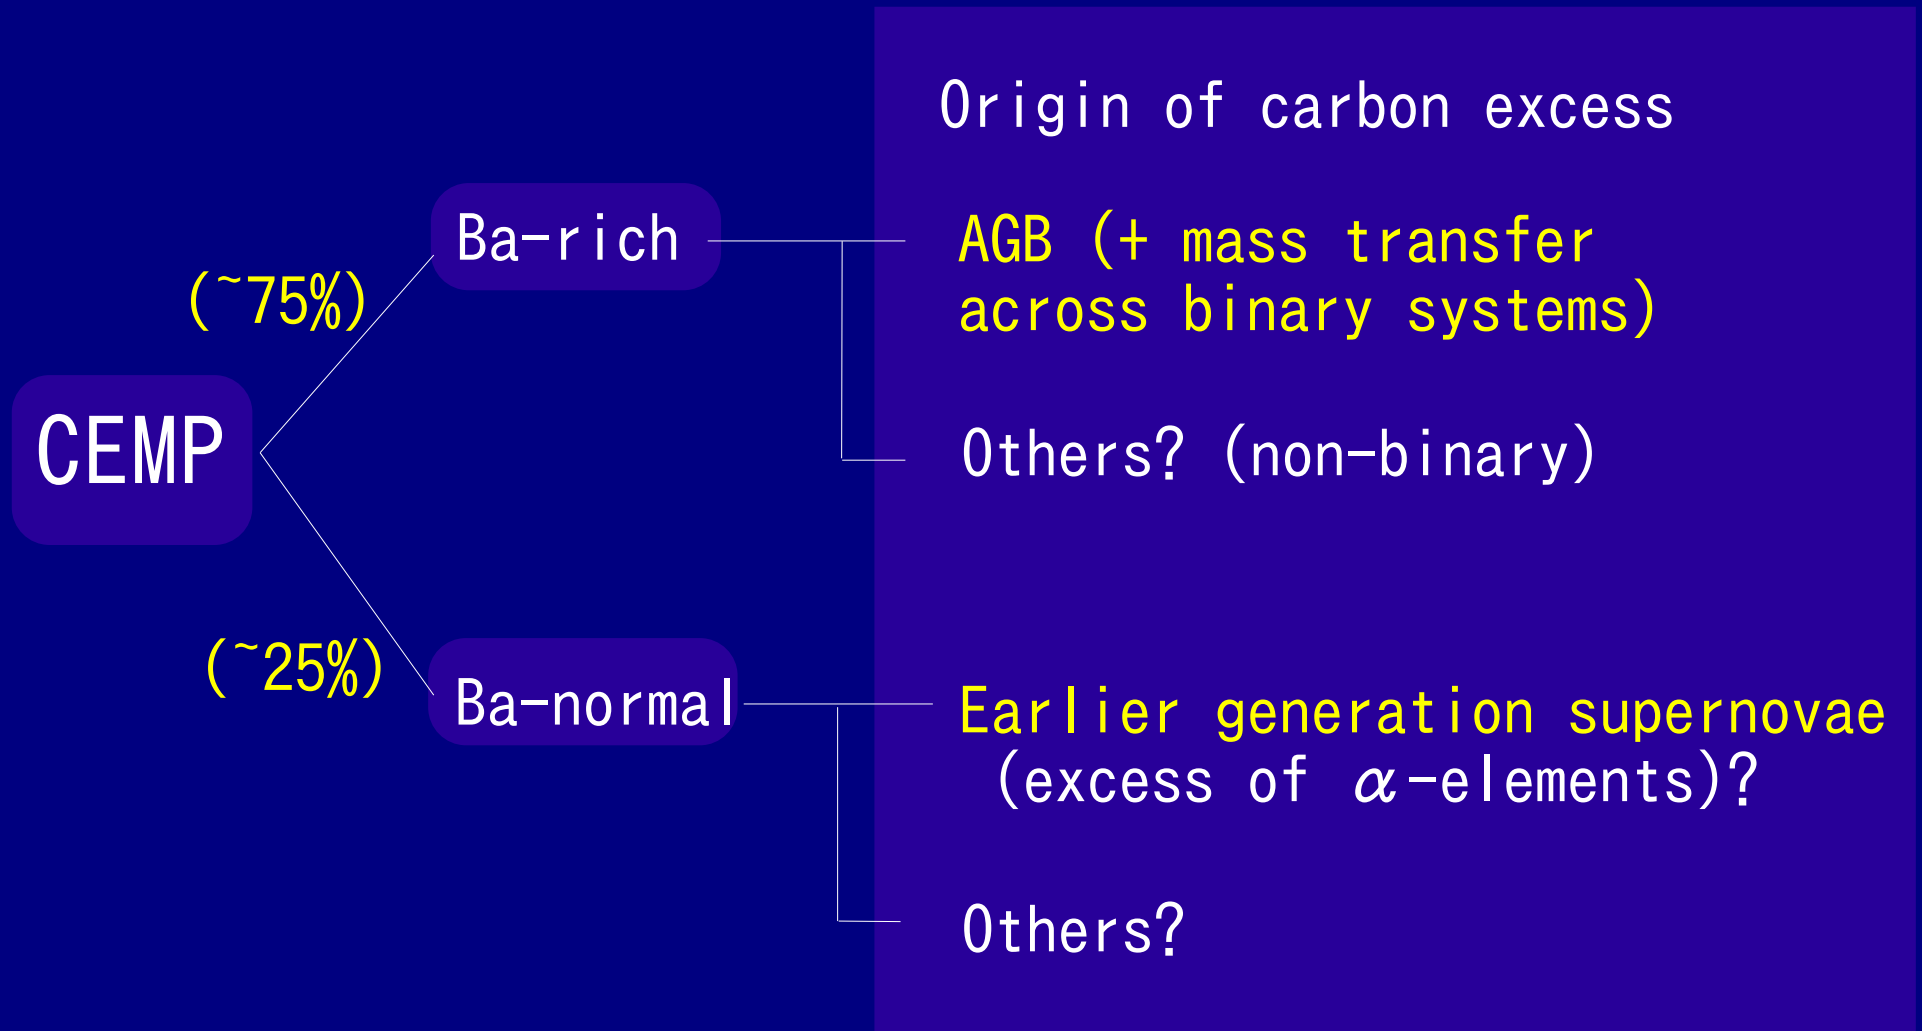 Origin of carbon excess
Ba-rich
AGB (+ mass transfer
across binary systems)
(~75%)
CEMP
Others? (non-binary)
(~25%)
Ba-normal
Earlier generation supernovae
(excess of α-elements)?
Others?